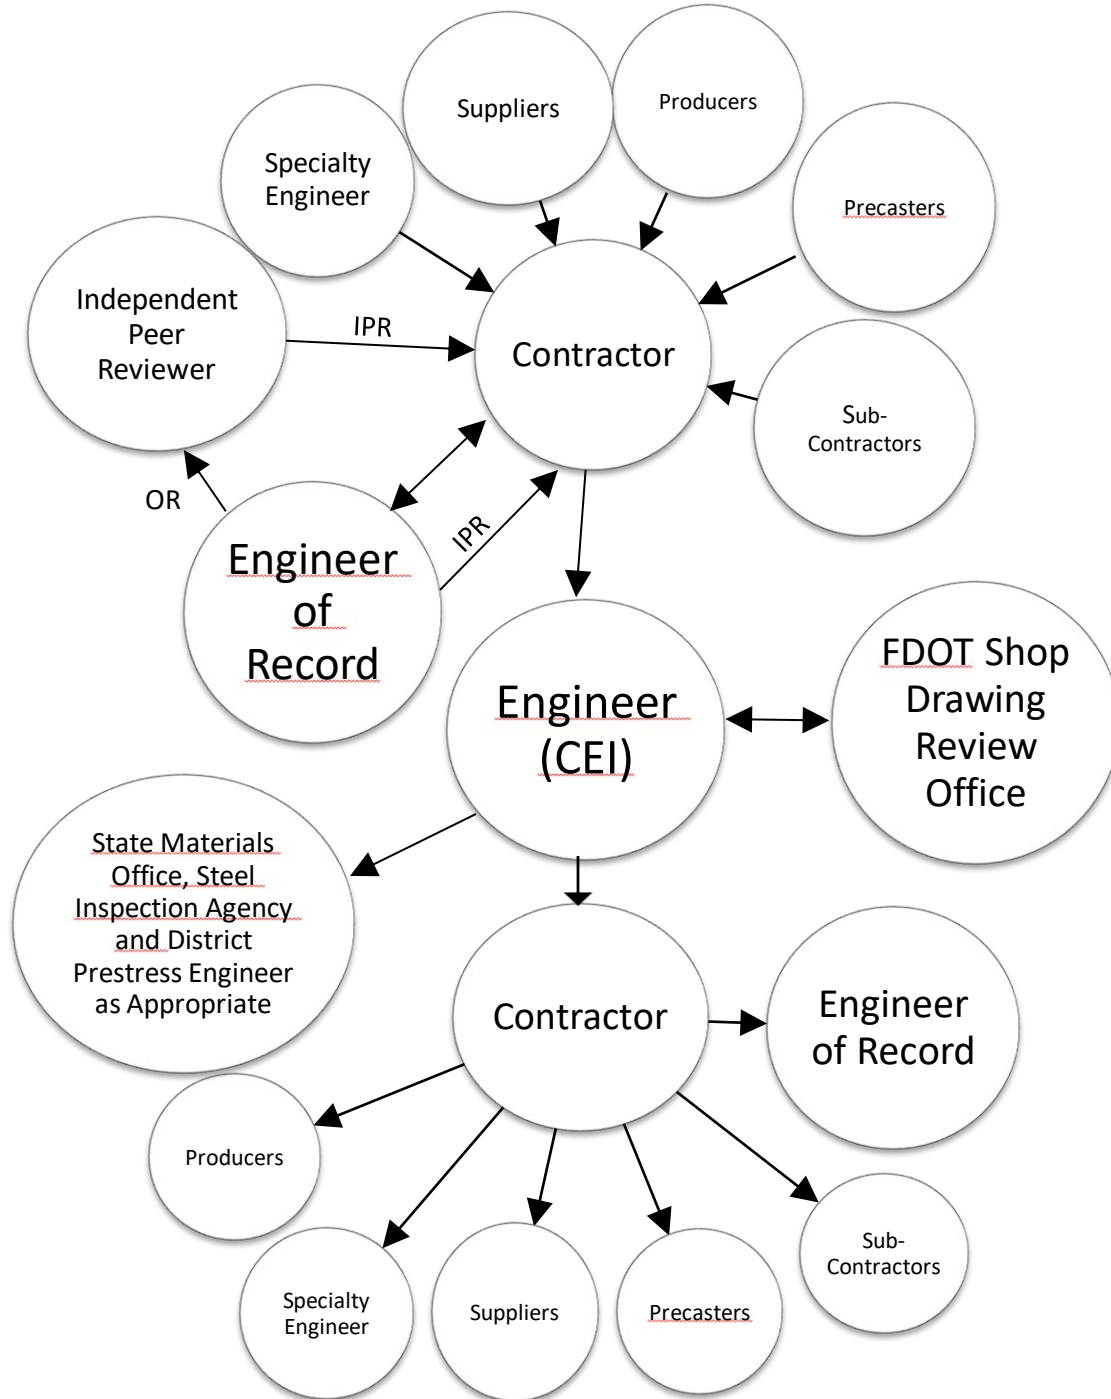 Suppliers
Producers
Specialty
Engineer
Precasters
Independent
Peer
Reviewer
IPR
Contractor
Sub-
Contractors
OR
IPR
Engineer
of
Record
Engineer
(CEI)
FDOT Shop
Drawing
Review
Office
State Materials
Office, Steel
Inspection Agency
and District
Prestress Engineer
as Appropriate
Contractor
Engineer
of Record
Producers
Specialty
Engineer
Suppliers
Precasters
Sub-
Contractors